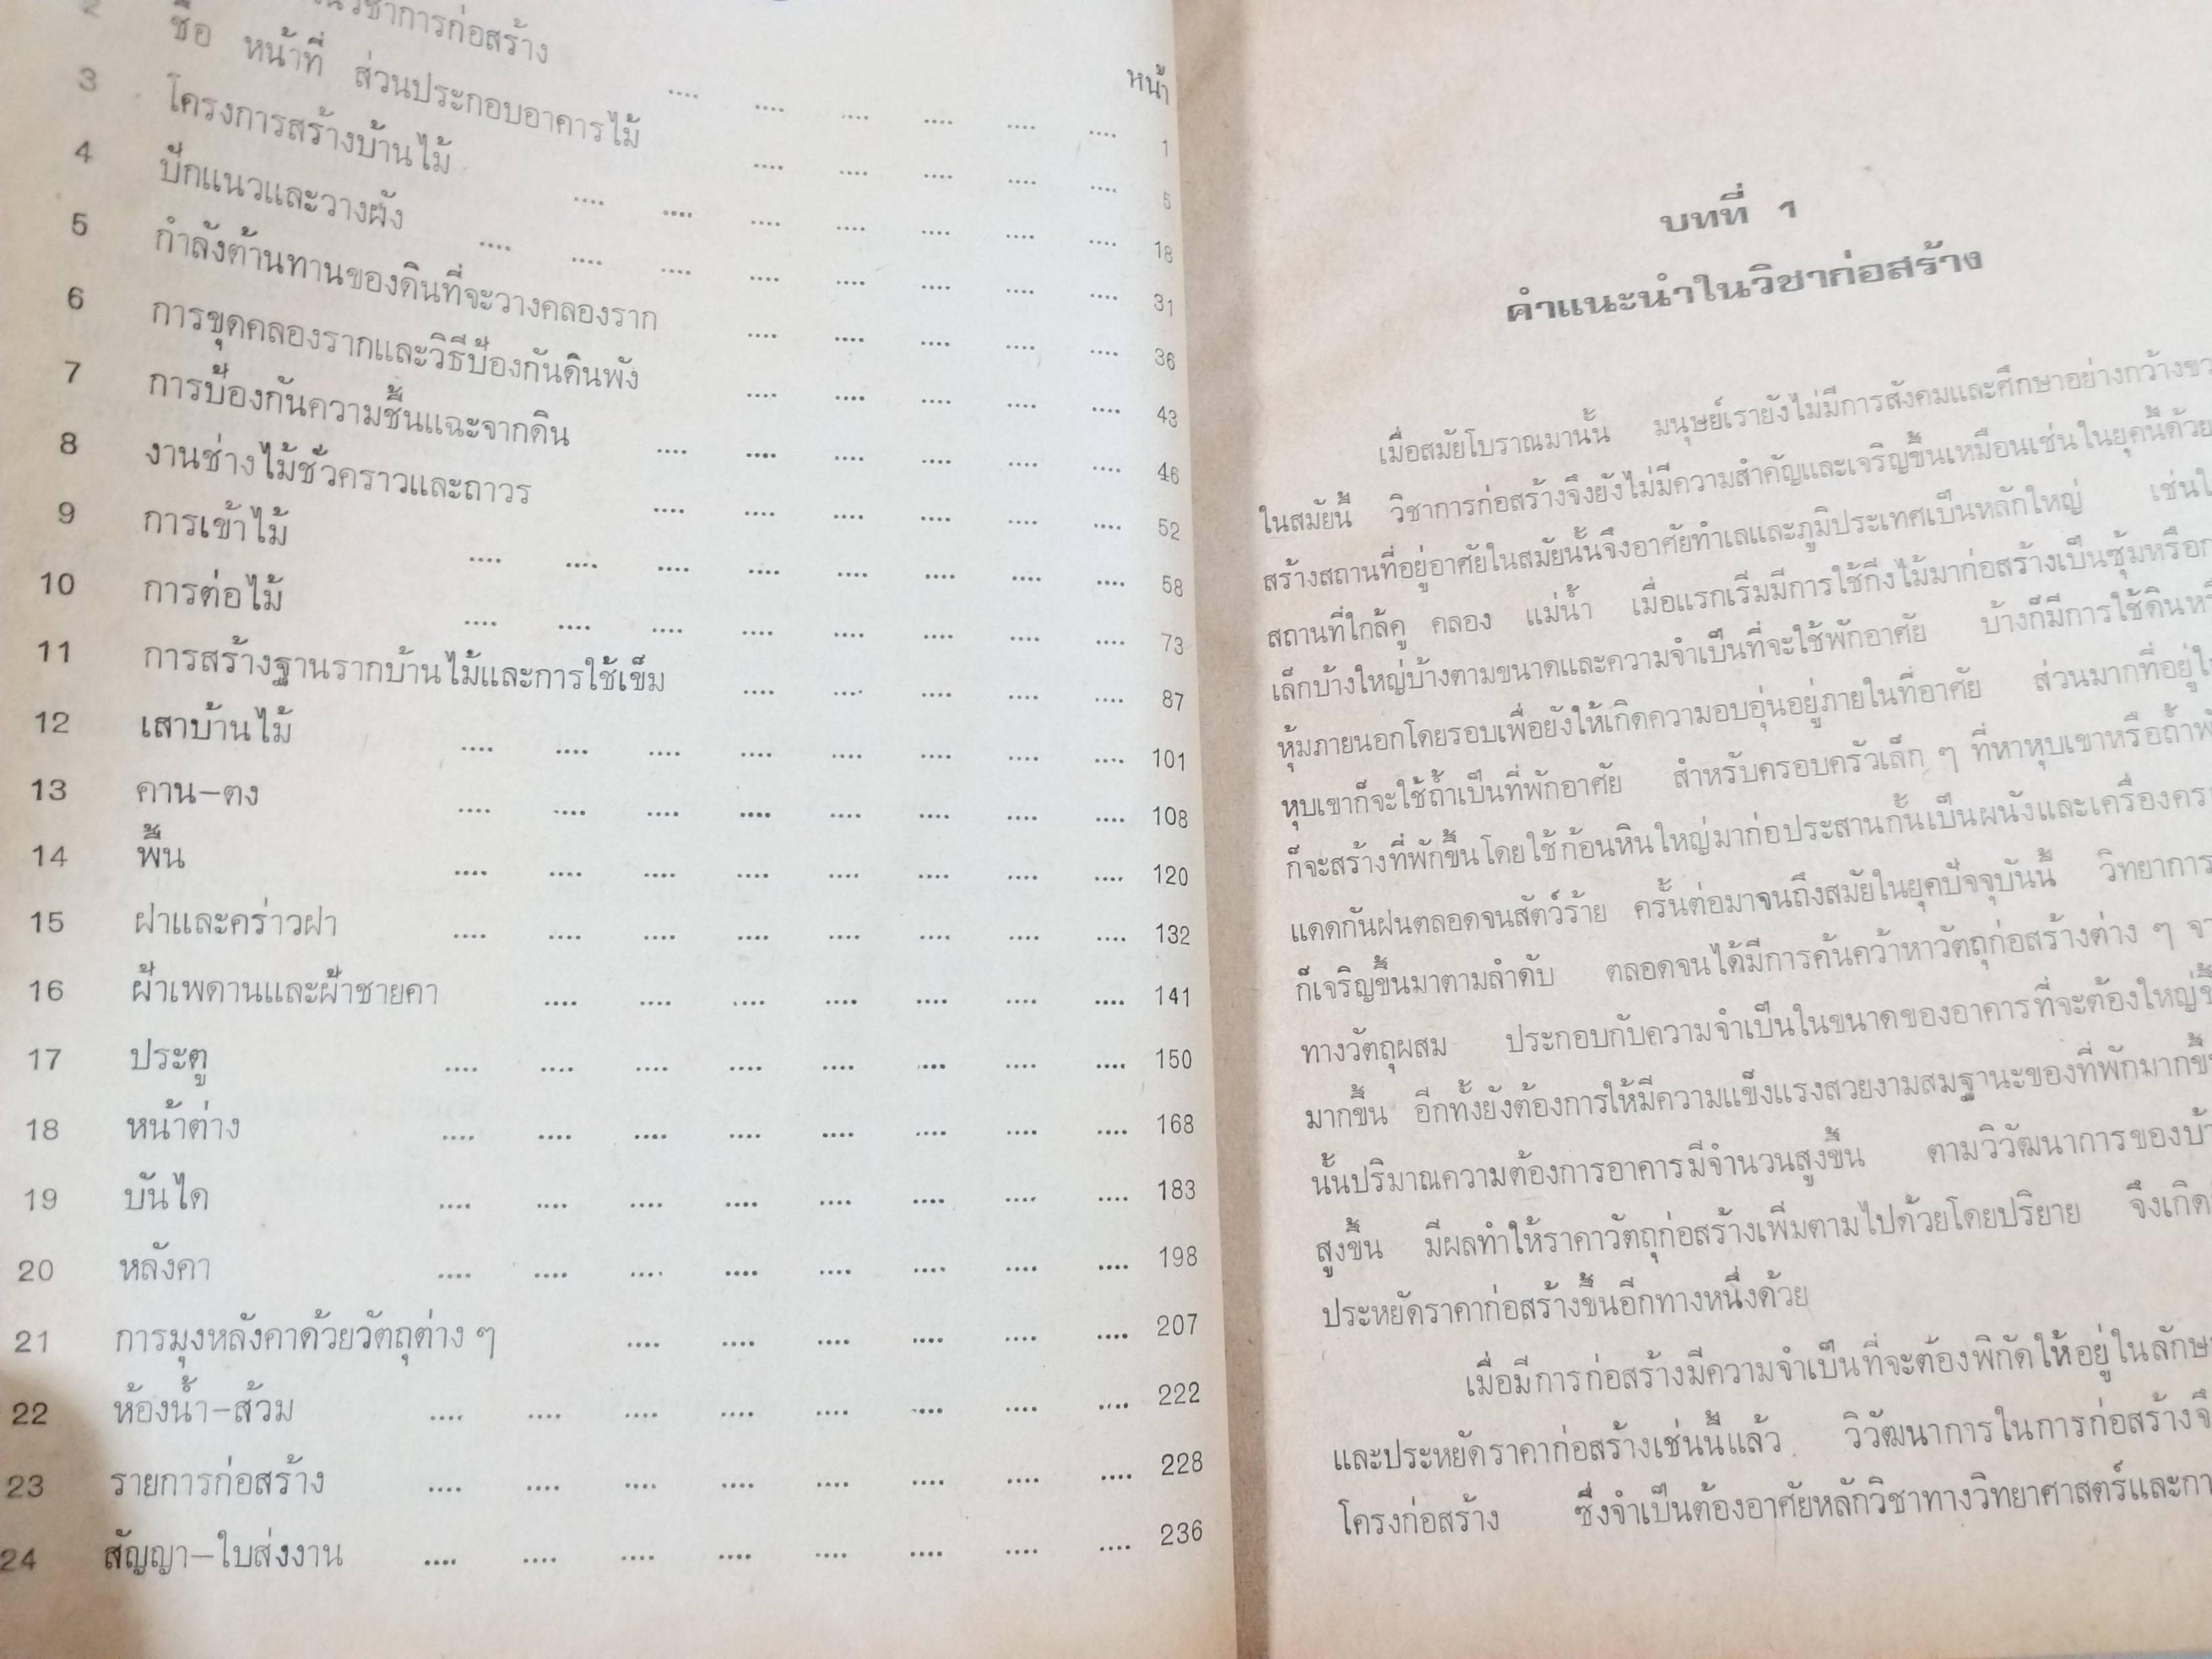 วิชาการก่อสร้าง .... .... .... .... .... ....
หน้า
1
2 ชื่อ หน้าที่ ส่วนประกอบอาคารไม้ .... .... .... .... .... 5
3 โครงการสร้างบ้านไม้ .... .... .... .... .... .... .... 18
4 ปักแนวและวางผัง .... .... .... .... .... .... .... .... 31
5 กำลังต้านทานของดินที่จะวางคลองราก .... .... .... .... .... 36
6 การขุดคลองรากและวิธีป้องกันดินพัง .... .... .... .... .... 43
7 การป้องกันความชื้นแฉะจากดิน .... .... .... .... .... .... 46
8 งานช่างไม้ชั่วคราวและถาวร .... .... .... .... .... .... 52
9 การเข้าไม้ .... .... .... .... .... .... .... .... 58
10 การต่อไม้ .... .... .... .... .... .... .... .... 73
11 การสร้างฐานรากบ้านไม้และการใช้เข็ม .... .... .... .... .... 87
12 เสาบ้านไม้ .... .... .... .... .... .... .... .... 101
13 คาน-ตง .... .... .... .... .... .... .... .... 108
14 พื้น .... .... .... .... .... .... .... .... 120
15 ฝาและคร่าวฝา .... .... .... .... .... .... .... .... 132
16 ฝ้าเพดานและฝ้าชายคา .... .... .... .... .... .... .... 141
17 ประตู .... .... .... .... .... .... .... .... 150
18 หน้าต่าง .... .... .... .... .... .... .... .... 168
19 บันได .... .... .... .... .... .... .... .... 183
20 หลังคา .... .... .... .... .... .... .... .... 198
21 การมุงหลังคาด้วยวัตถุต่าง ๆ .... .... .... .... .... .... 207
22 ห้องน้ำ-ส้วม .... .... .... .... .... .... .... .... 222
23 รายการก่อสร้าง .... .... .... .... .... .... .... .... 228
24 สัญญา-ใบส่งงาน .... .... .... .... .... .... .... .... 236
บทที่ ๑
คำแนะนำในวิชาก่อสร้าง
เมื่อสมัยโบราณมานั้น มนุษย์เรายังไม่มีการสังคมและศึกษาอย่างกว้างขว
ในสมัยนี้ วิชาการก่อสร้างจึงยังไม่มีความสำคัญและเจริญขึ้นเหมือนเช่นในยุคนี้ด้วย
สร้างสถานที่อยู่อาศัยในสมัยนั้นจึงอาศัยทำเลและภูมิประเทศเป็นหลักใหญ่ เช่นใ
สถานที่ใกล้คู คลอง แม่น้ำ เมื่อแรกเริ่มมีการใช้กิ่งไม้มาก่อสร้างเป็นซุ้มหรือก
เล็กบ้างใหญ่บ้างตามขนาดและความจำเป็นที่จะใช้พักอาศัย บ้างก็มีการใช้ดินหรื
หุ้มภายนอกโดยรอบเพื่อยังให้เกิดความอบอุ่นอยู่ภายในที่อาศัย ส่วนมากที่อยู่ใ
หุบเขาก็จะใช้ถ้ำเป็นที่พักอาศัย สำหรับครอบครัวเล็ก ๆ ที่หาหุบเขาหรือถ้ำพั
ก็จะสร้างที่พักขึ้นโดยใช้ก้อนหินใหญ่มาก่อประสานกั้นเป็นผนังและเครื่องคร
แดดกันฝนตลอดจนสัตว์ร้าย ครั้นต่อมาจนถึงสมัยในยุคปัจจุบันนี้ วิทยาการ
ก็เจริญขึ้นมาตามลำดับ ตลอดจนได้มีการค้นคว้าหาวัตถุก่อสร้างต่าง ๆ จา
ทางวัตถุผสม ประกอบกับความจำเป็นในขนาดของอาคารที่จะต้องใหญ่ขึ้
มากขึ้น อีกทั้งยังต้องการให้มีความแข็งแรงสวยงามสมฐานะของที่พักมากขึ้น
นั้นปริมาณความต้องการอาคารมีจำนวนสูงขึ้น ตามวิวัฒนาการของบ้า
สูงขึ้น มีผลทำให้ราคาวัตถุก่อสร้างเพิ่มตามไปด้วยโดยปริยาย จึงเกิด
ประหยัดราคาก่อสร้างขึ้นอีกทางหนึ่งด้วย
เมื่อมีการก่อสร้างมีความจำเป็นที่จะต้องพิกัดให้อยู่ในลักษ
และประหยัดราคาก่อสร้างเช่นนี้แล้ว วิวัฒนาการในการก่อสร้างจึ
โครงก่อสร้าง ซึ่งจำเป็นต้องอาศัยหลักวิชาทางวิทยาศาสตร์และกา